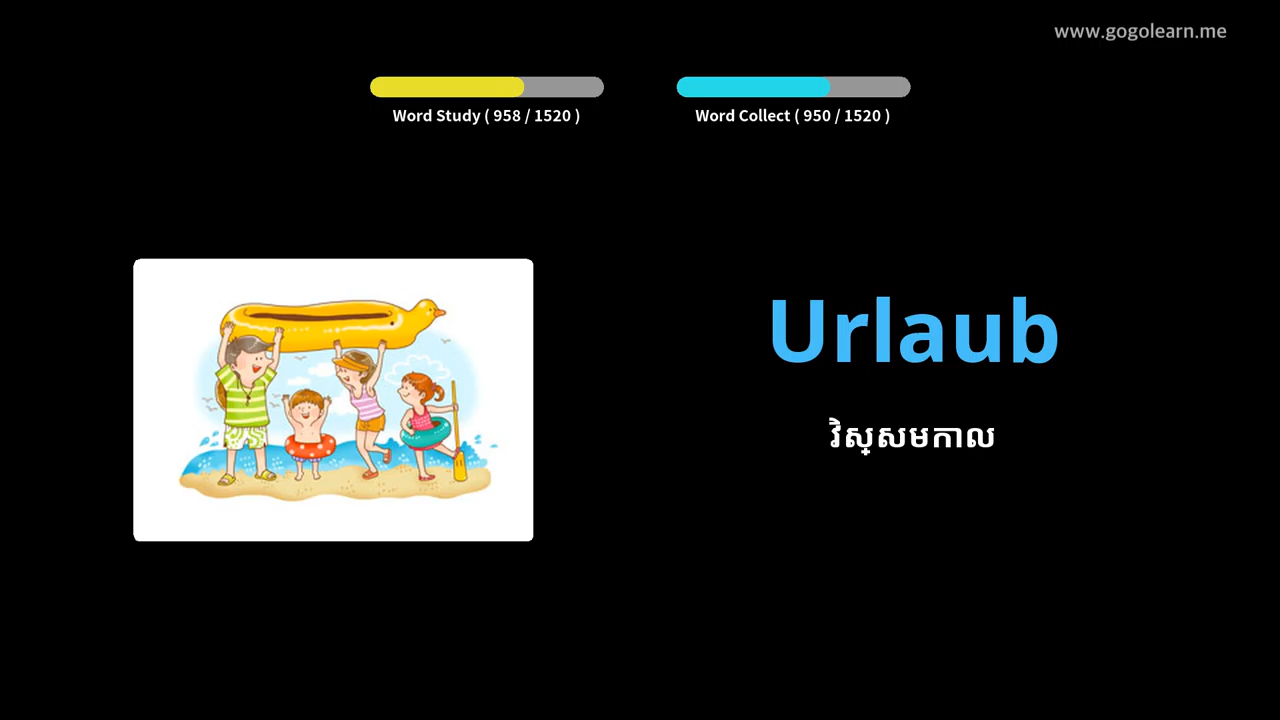 www.gogolearn.me
Word Study ( 958 / 1520 )
Word Collect ( 950 / 1520 )
Urlaub
វិស្សមកាល